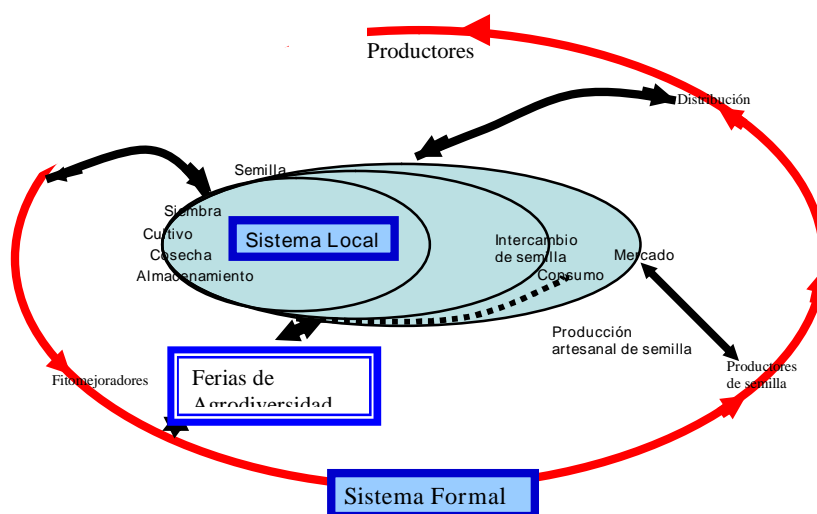 Productores
Distribución
Semilla
Siembra
Cultivo
Cosecha
Almacenamiento
Sistema Local
Intercambio
de semilla
Consumo
Mercado
Producción
artesanal de semilla
Productores
de semilla
Fitomejoradores
Ferias de
Agrodiversidad
Sistema Formal